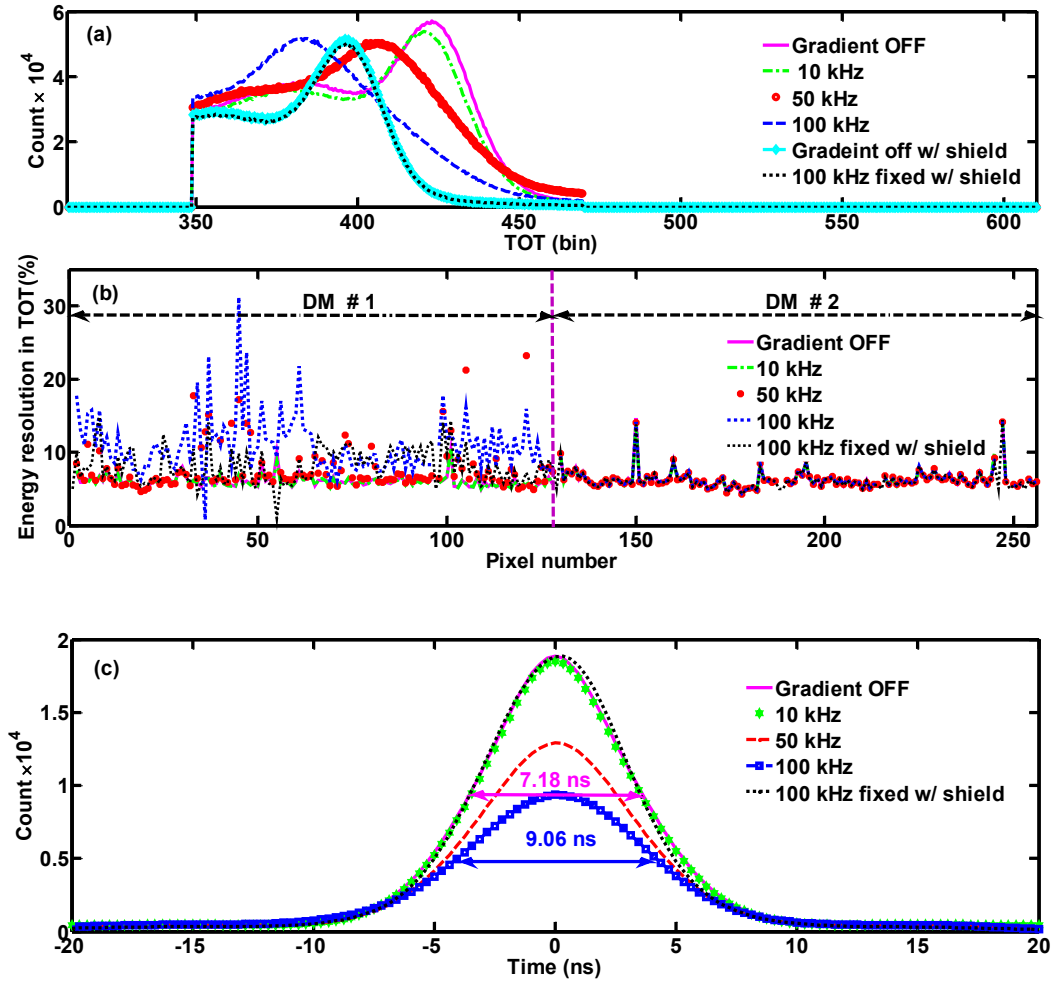 (a)
Count × 10⁴
6
4
2
0
Gradient OFF
10 kHz
50 kHz
100 kHz
Gradeint off w/ shield
100 kHz fixed w/ shield
350 400 450 500 550 600
TOT (bin)
(b)
Energy resolution in TOT(%)
30
20
10
0
DM # 1
DM # 2
Gradient OFF
10 kHz
50 kHz
100 kHz
100 kHz fixed w/ shield
0 50 100 150 200 250
Pixel number
(c)
Count ×10⁴
2
1.5
1
0.5
0
Gradient OFF
10 kHz
50 kHz
100 kHz
100 kHz fixed w/ shield
7.18 ns
9.06 ns
-20 -15 -10 -5 0 5 10 15 20
Time (ns)